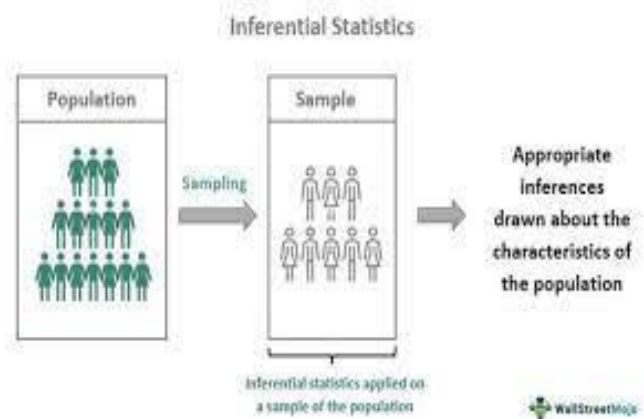 Inferential Statistics
Population
Sampling
Sample
Appropriate
inferences
drawn about the
characteristics of
the population
Inferential statistics applied on
a sample of the population
WallStreetMojo